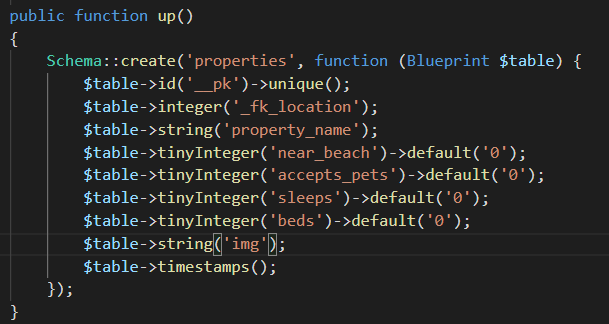 public function up()
{
    Schema::create('properties', function (Blueprint $table) {
        $table->id('__pk')->unique();
        $table->integer('_fk_location');
        $table->string('property_name');
        $table->tinyInteger('near_beach')->default('0');
        $table->tinyInteger('accepts_pets')->default('0');
        $table->tinyInteger('sleeps')->default('0');
        $table->tinyInteger('beds')->default('0');
        $table->string('img');
        $table->timestamps();
    });
}